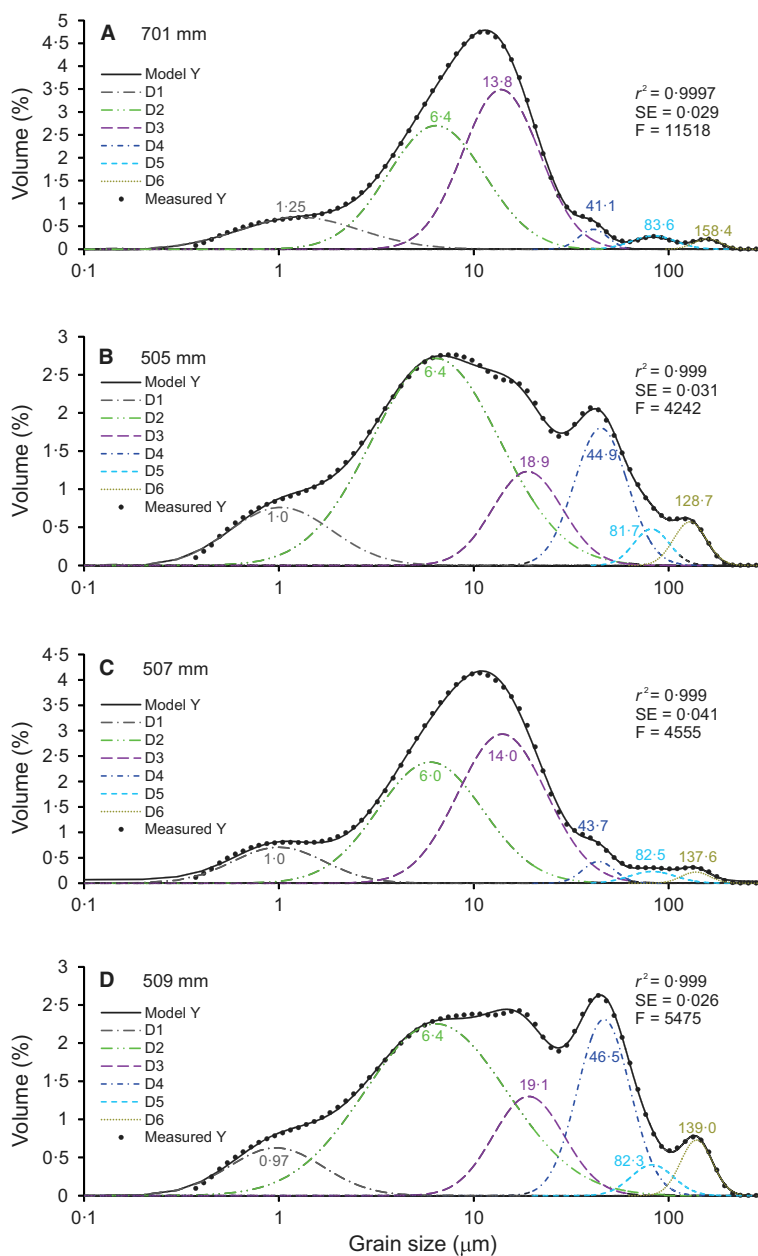 A 701 mm
Volume (%)
5
4·5
4
3·5
3
2·5
2
1·5
1
0·5
0
Model Y
D1
D2
D3
D4
D5
D6
Measured Y
1·25
6·4
13·8
41·1
83·6
158·4
r² = 0·9997
SE = 0·029
F = 11518
0·1 1 10 100
B 505 mm
Volume (%)
3
2·5
2
1·5
1
0·5
0
Model Y
D1
D2
D3
D4
D5
D6
Measured Y
1·0
6·4
18·9
44·9
81·7
128·7
r² = 0·999
SE = 0·031
F = 4242
0·1 1 10 100
C 507 mm
Volume (%)
4·5
4
3·5
3
2·5
2
1·5
1
0·5
0
Model Y
D1
D2
D3
D4
D5
D6
Measured Y
1·0
6·0
14·0
43·7
82·5
137·6
r² = 0·999
SE = 0·041
F = 4555
0·1 1 10 100
D 509 mm
Volume (%)
3
2·5
2
1·5
1
0·5
0
Model Y
D1
D2
D3
D4
D5
D6
Measured Y
0·97
6·4
19·1
46·5
82·3
139·0
r² = 0·999
SE = 0·026
F = 5475
0·1 1 10 100
Grain size (μm)